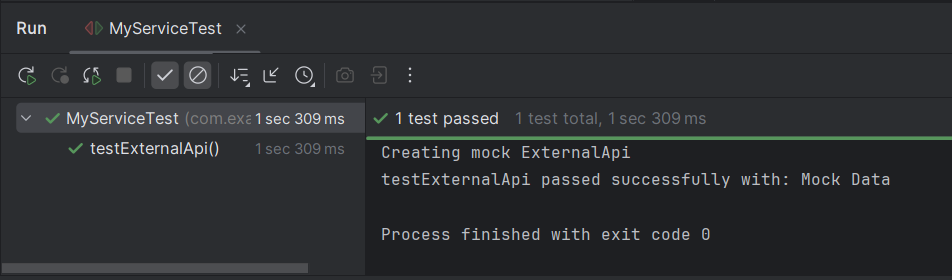 Run MyServiceTest
MyServiceTest (com.exa 1 sec 309 ms
testExternalApi() 1 sec 309 ms
1 test passed 1 test total, 1 sec 309 ms
Creating mock ExternalApi
testExternalApi passed successfully with: Mock Data
Process finished with exit code 0